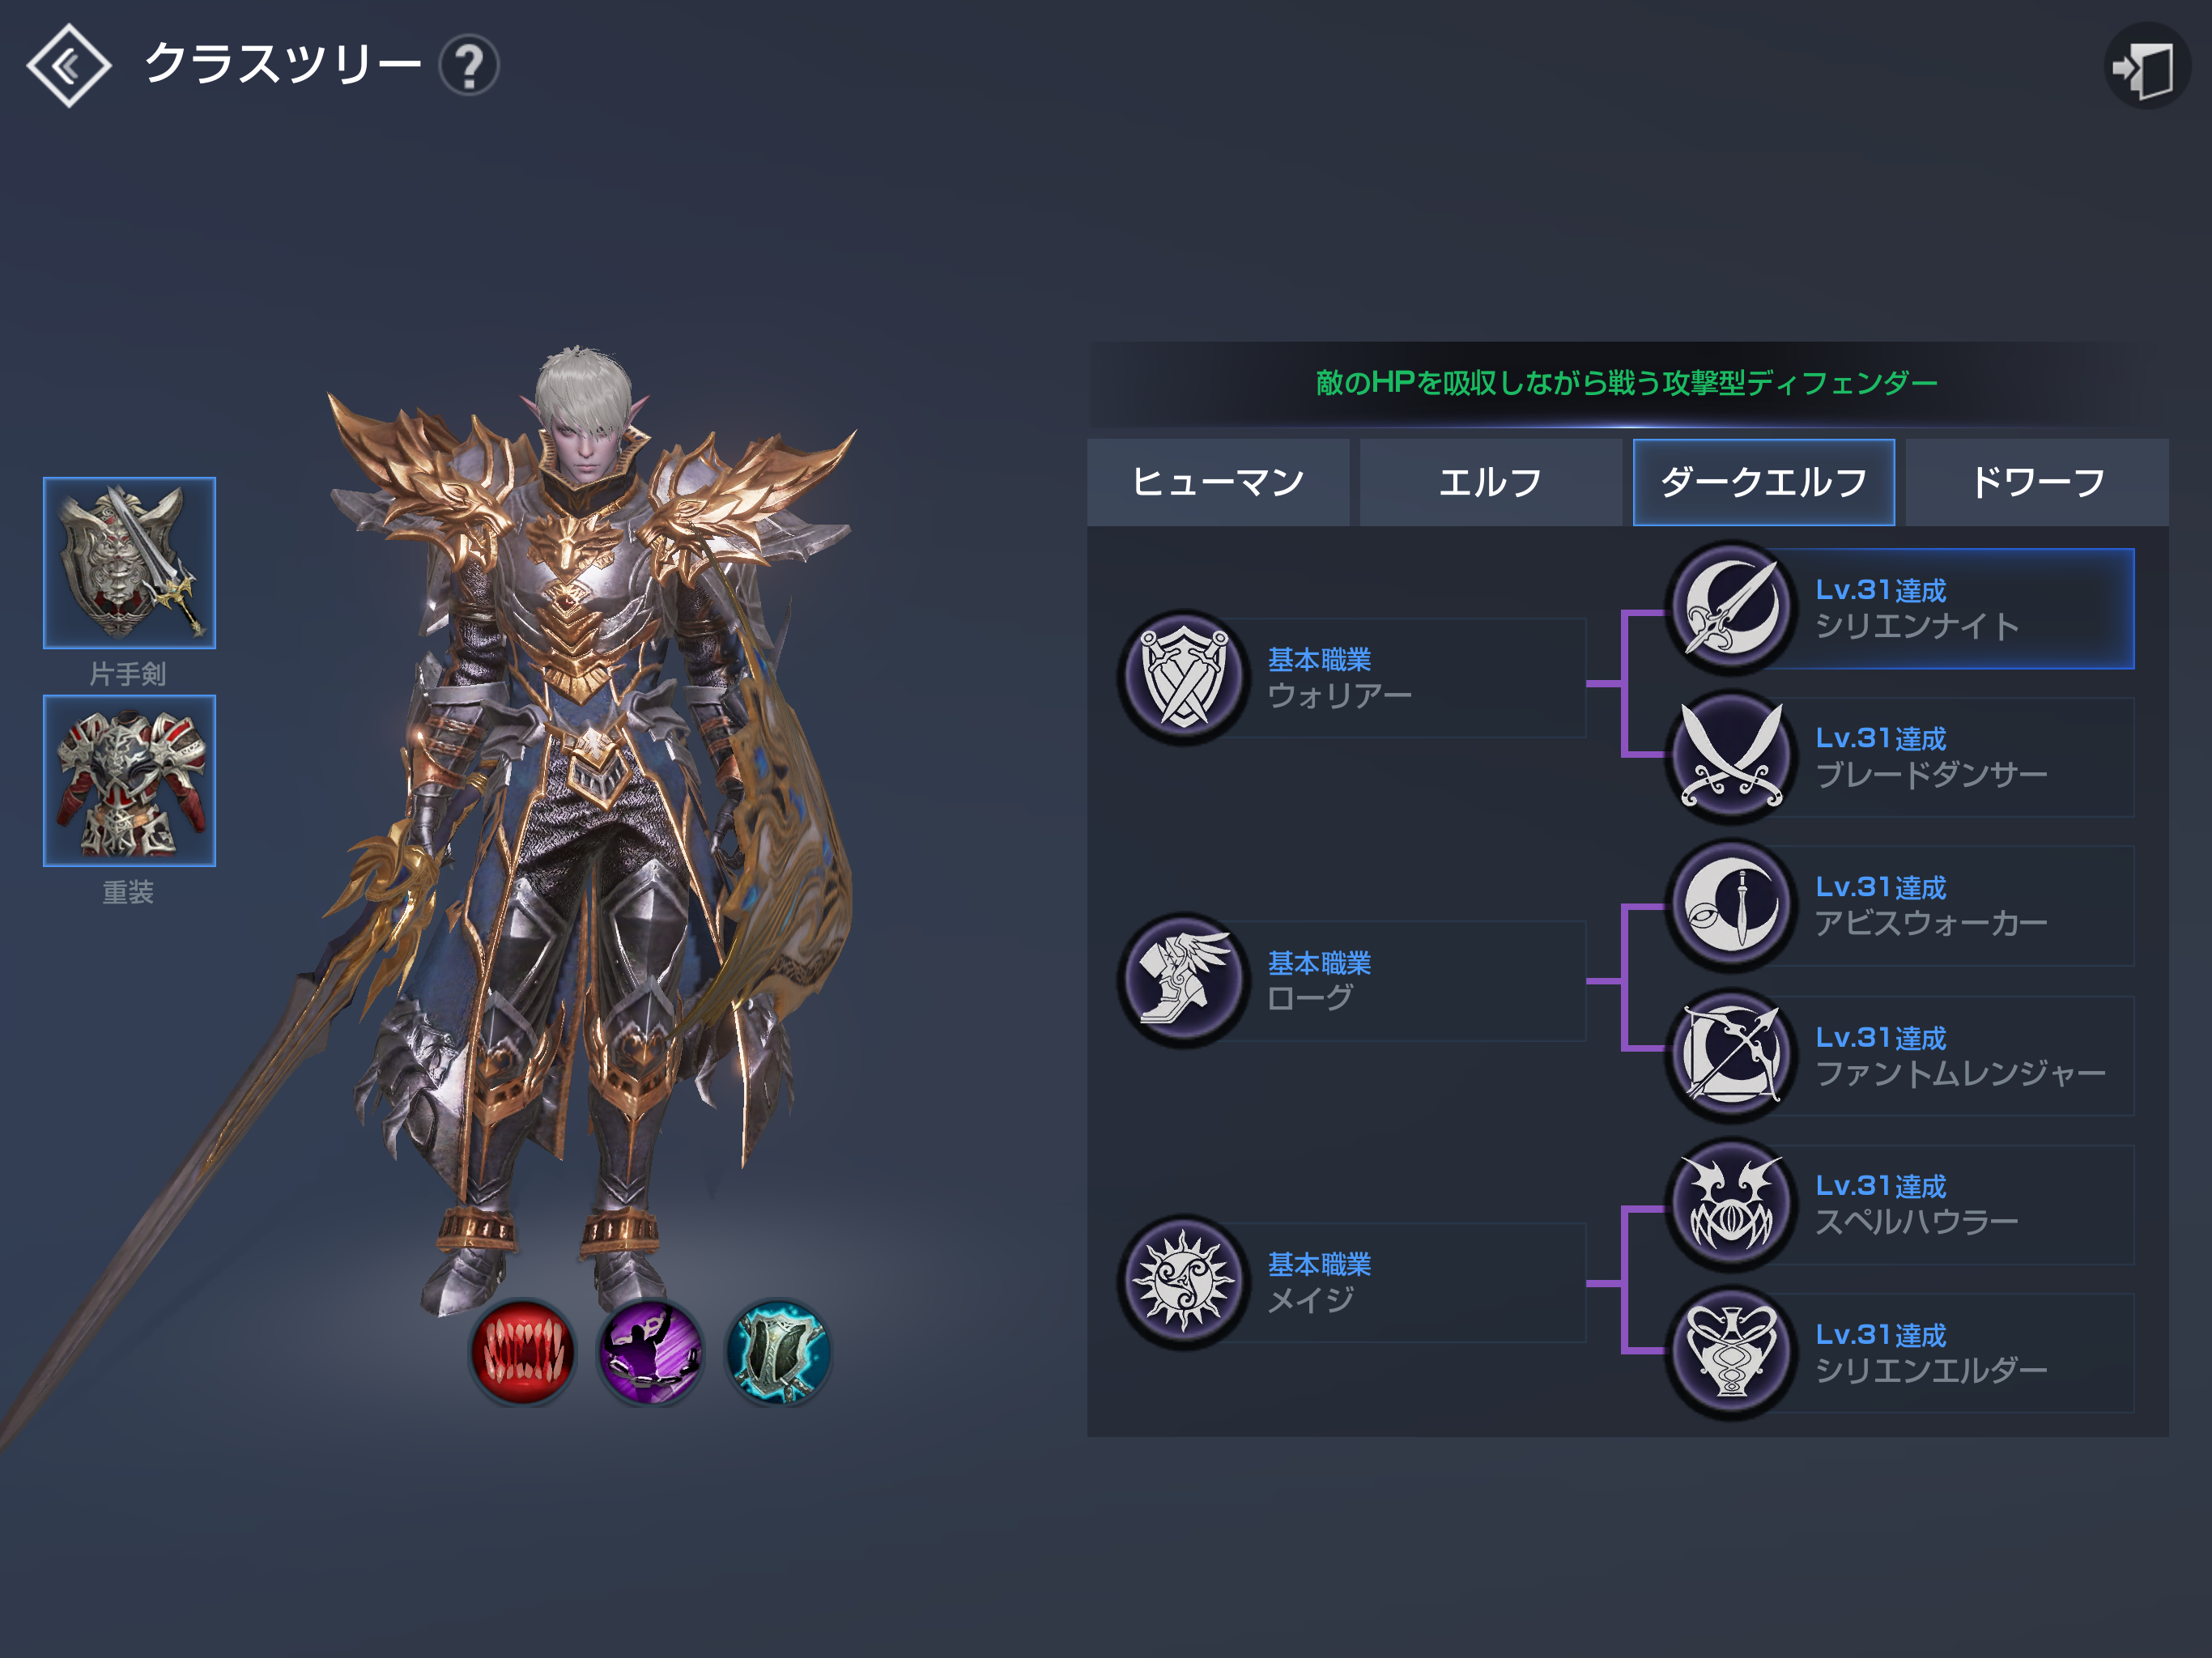 クラスツリー ?
敵のHPを吸収しながら戦う攻撃型ディフェンダー
ヒューマン
エルフ
ダークエルフ
ドワーフ
片手剣
重装
基本職業
ウォリアー
Lv.31達成
シリエンナイト
Lv.31達成
ブレードダンサー
基本職業
ローグ
Lv.31達成
アビスウォーカー
Lv.31達成
ファントムレンジャー
基本職業
メイジ
Lv.31達成
スペルハウラー
Lv.31達成
シリエンエルダー